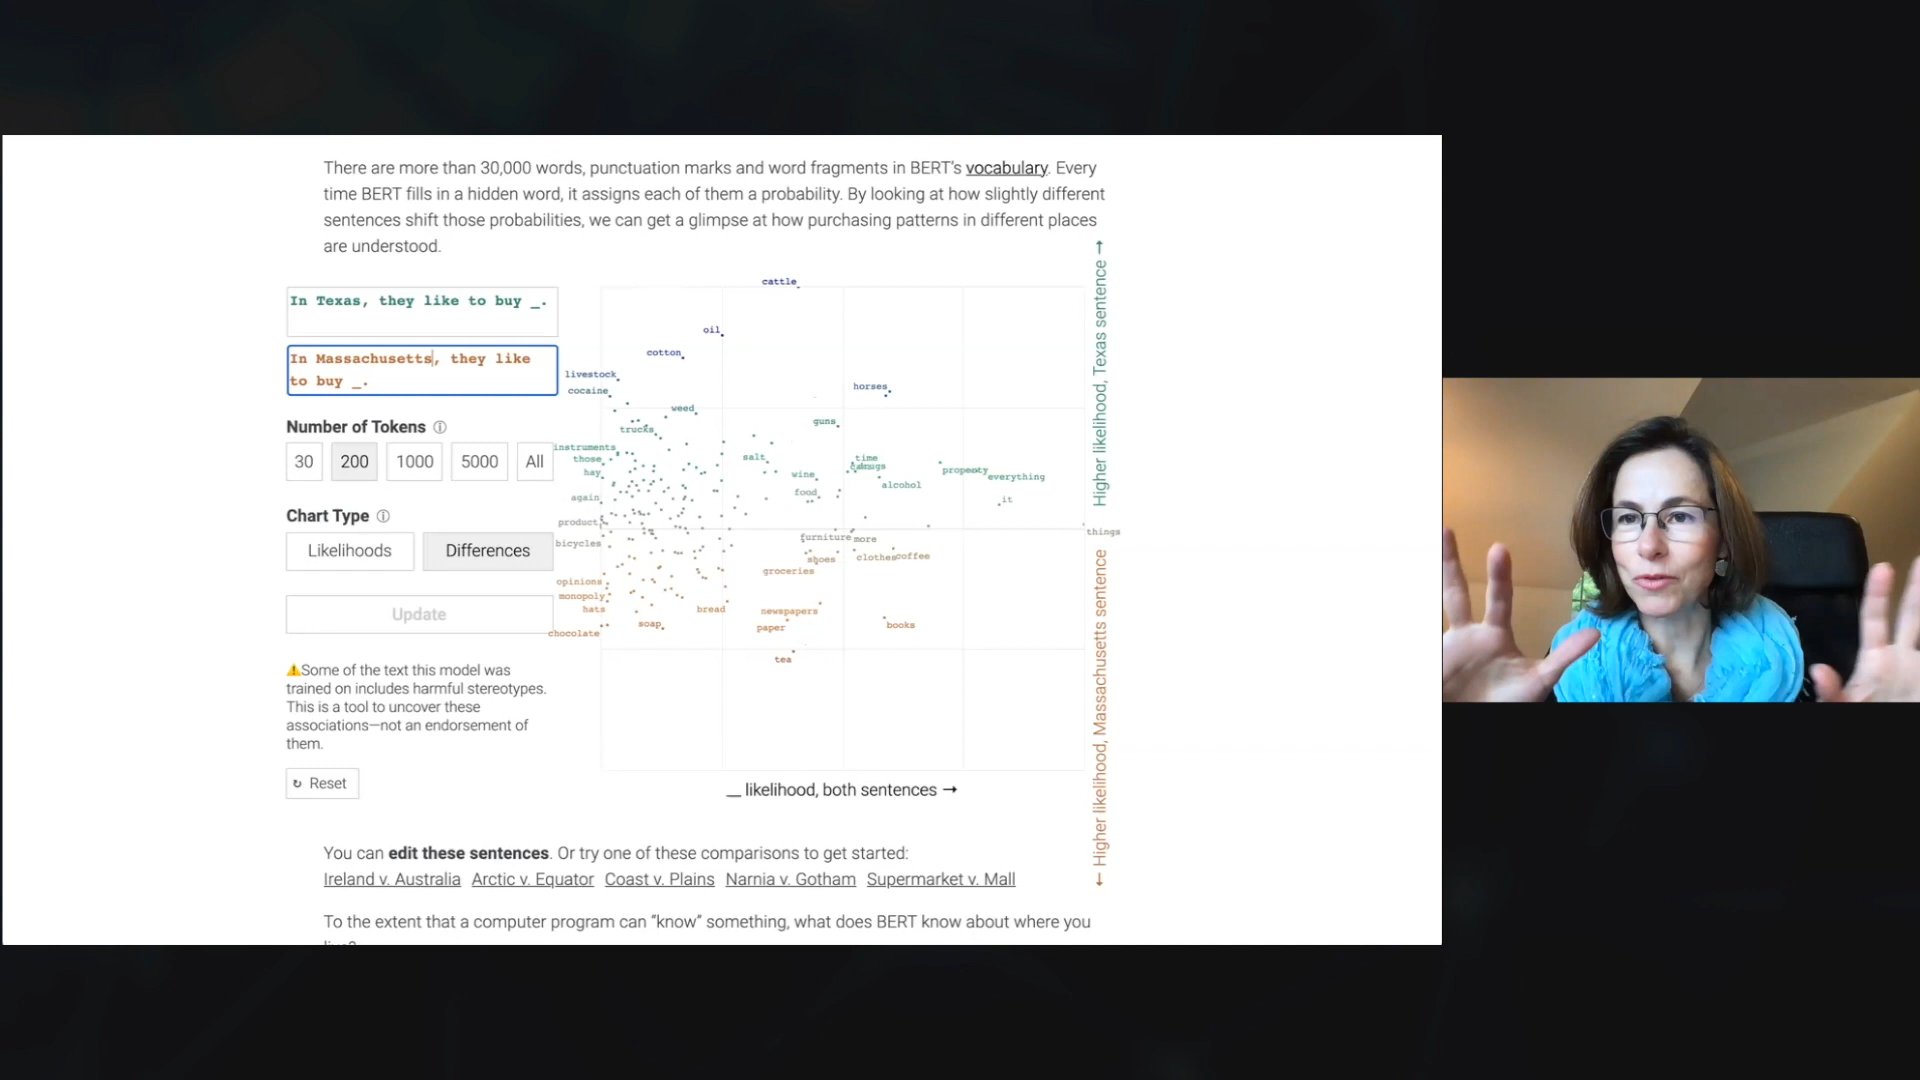 There are more than 30,000 words, punctuation marks and word fragments in BERT's vocabulary. Every
time BERT fills in a hidden word, it assigns each of them a probability. By looking at how slightly different
sentences shift those probabilities, we can get a glimpse at how purchasing patterns in different places
are understood.
In Texas, they like to buy _.
In Massachusetts, they like
to buy _.
Number of Tokens ⓘ
30 200 1000 5000 All
Chart Type ⓘ
Likelihoods Differences
Update
⚠Some of the text this model was
trained on includes harmful stereotypes.
This is a tool to uncover these
associations—not an endorsement of
them.
↻ Reset
cattle
oil
cotton
livestock
cocaine
horses
weed
guns
trucks
instruments
those
salt
time
drugs
hay
wine
property
everything
alcohol
food
again
it
product
things
furniture
more
bicycles
shoes
clothes
coffee
groceries
opinions
monopoly
hats
bread
newspapers
soap
paper
books
chocolate
tea
Higher likelihood, Texas sentence →
← Higher likelihood, Massachusetts sentence
__ likelihood, both sentences →
You can edit these sentences. Or try one of these comparisons to get started:
Ireland v. Australia Arctic v. Equator Coast v. Plains Narnia v. Gotham Supermarket v. Mall
To the extent that a computer program can “know” something, what does BERT know about where you